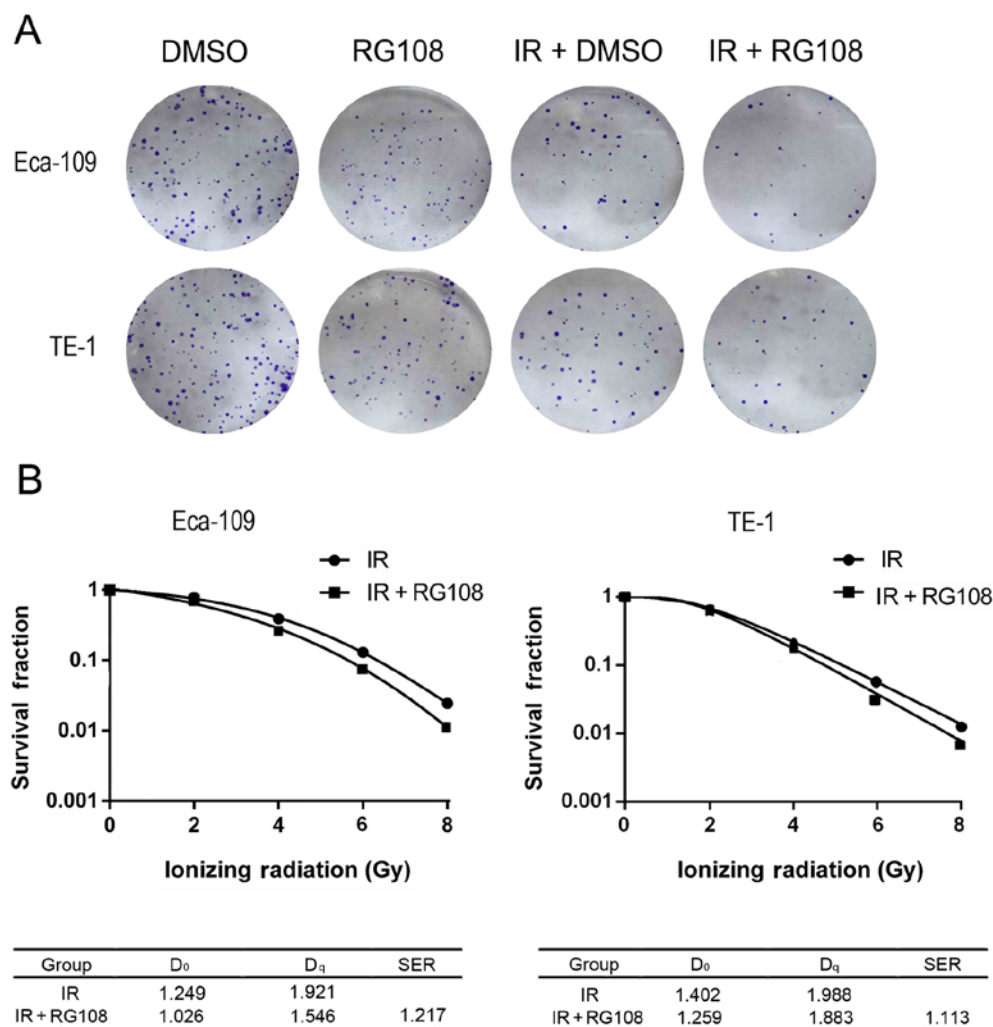 A
DMSO RG108 IR + DMSO IR + RG108
Eca-109
TE-1
B
Eca-109
IR
IR + RG108
Survival fraction
1
0.1
0.01
0.001
0 2 4 6 8
Ionizing radiation (Gy)
TE-1
IR
IR + RG108
Survival fraction
1
0.1
0.01
0.001
0 2 4 6 8
Ionizing radiation (Gy)
Group D₀ Dq SER
IR 1.249 1.921
IR + RG108 1.026 1.546 1.217
Group D₀ Dq SER
IR 1.402 1.988
IR + RG108 1.259 1.883 1.113